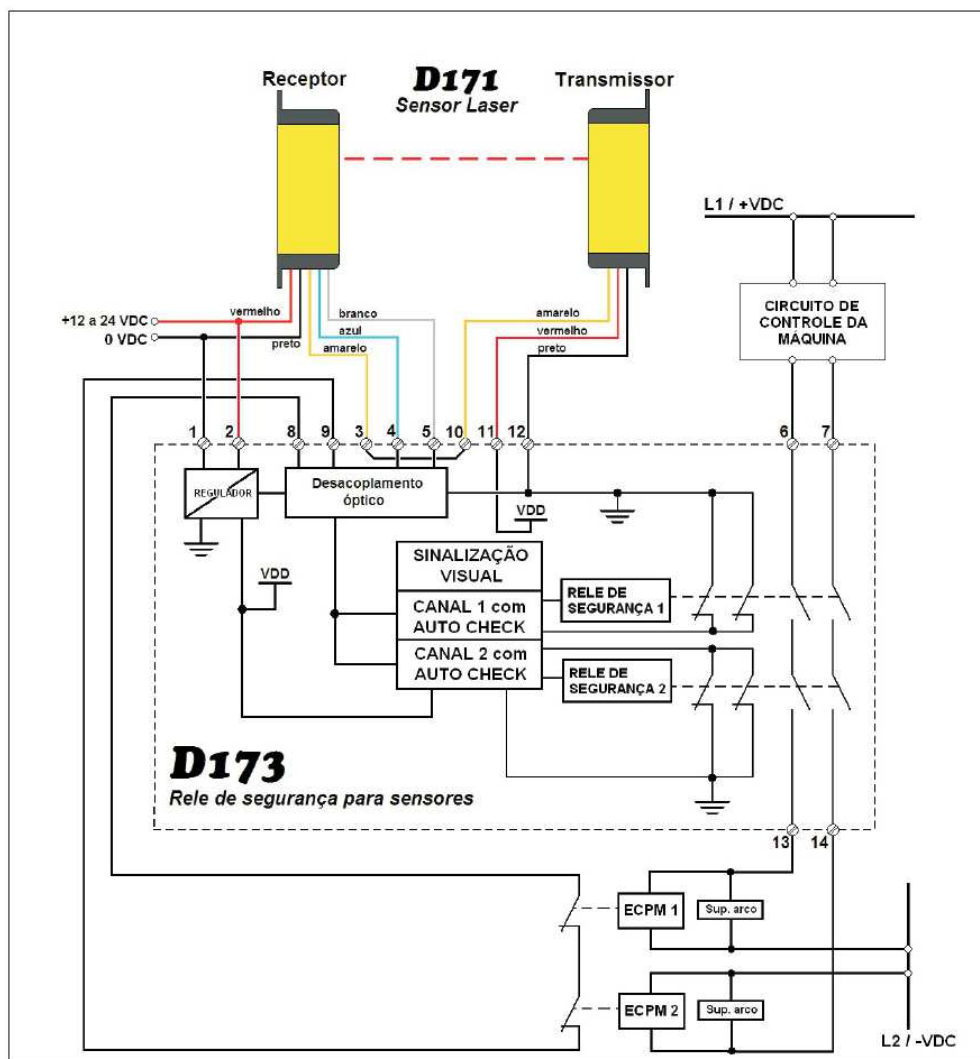 Receptor
D171
Sensor Laser
Transmissor
L1 / +VDC
CIRCUITO DE
CONTROLE DA
MÁQUINA
+12 a 24 VDC
0 VDC
vermelho
preto
branco
azul
amarelo
amarelo
vermelho
preto
1
2
8
9
3
4
5
10
11
12
6
7
REGULADOR
Desacoplamento
óptico
VDD
VDD
SINALIZAÇÃO
VISUAL
CANAL 1 com
AUTO CHECK
CANAL 2 com
AUTO CHECK
RELE DE
SEGURANÇA 1
RELE DE
SEGURANÇA 2
D173
Rele de segurança para sensores
13
14
ECPM 1
Sup. arco
ECPM 2
Sup. arco
L2 / -VDC